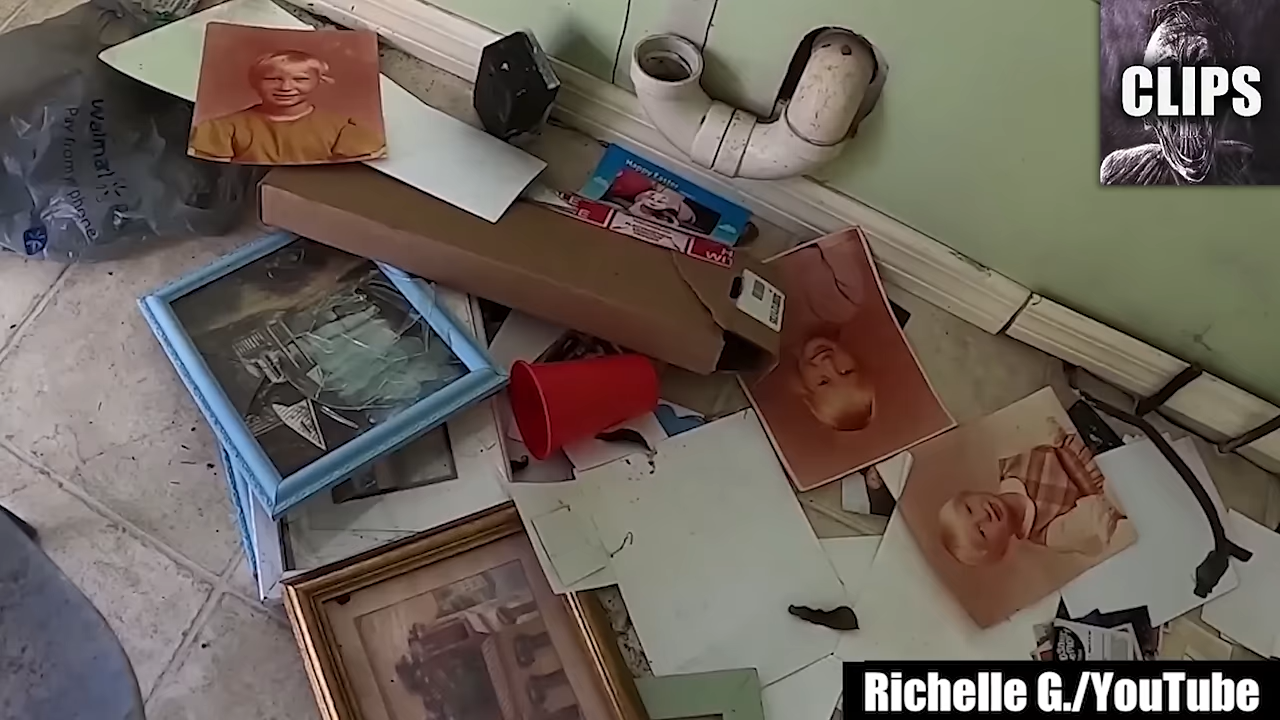 CLIPS
Walmart
Pay from phone
Happy Easter
Richelle G./YouTube